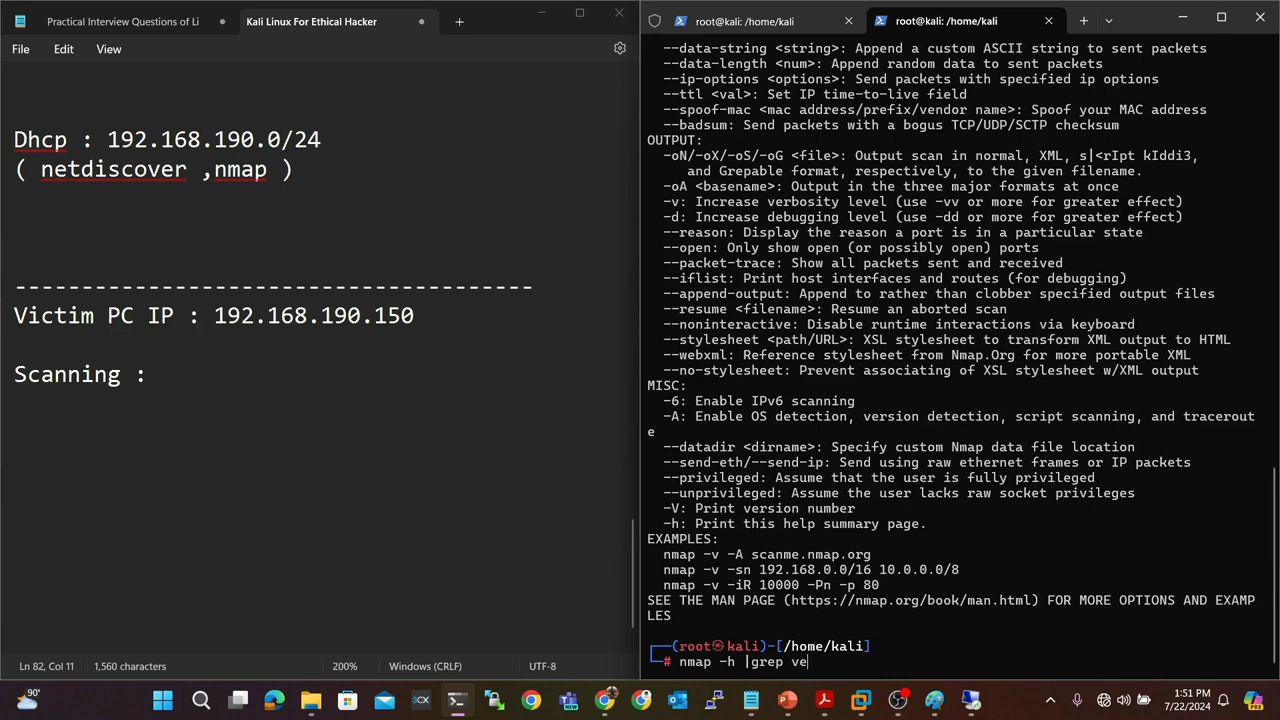 Practical Interview Questions of Li
Kali Linux For Ethical Hacker
File Edit View
Dhcp : 192.168.190.0/24
( netdiscover ,nmap )
---------------------------------------
Victim PC IP : 192.168.190.150
Scanning :
Ln 82, Col 11
1,560 characters
200%
Windows (CRLF)
UTF-8
root@kali: /home/kali
root@kali: /home/kali
--data-string <string>: Append a custom ASCII string to sent packets
--data-length <num>: Append random data to sent packets
--ip-options <options>: Send packets with specified ip options
--ttl <val>: Set IP time-to-live field
--spoof-mac <mac address/prefix/vendor name>: Spoof your MAC address
--badsum: Send packets with a bogus TCP/UDP/SCTP checksum
OUTPUT:
-oN/-oX/-oS/-oG <file>: Output scan in normal, XML, s|<rIpt kIddi3,
and Grepable format, respectively, to the given filename.
-oA <basename>: Output in the three major formats at once
-v: Increase verbosity level (use -vv or more for greater effect)
-d: Increase debugging level (use -dd or more for greater effect)
--reason: Display the reason a port is in a particular state
--open: Only show open (or possibly open) ports
--packet-trace: Show all packets sent and received
--iflist: Print host interfaces and routes (for debugging)
--append-output: Append to rather than clobber specified output files
--resume <filename>: Resume an aborted scan
--noninteractive: Disable runtime interactions via keyboard
--stylesheet <path/URL>: XSL stylesheet to transform XML output to HTML
--webxml: Reference stylesheet from Nmap.Org for more portable XML
--no-stylesheet: Prevent associating of XSL stylesheet w/XML output
MISC:
-6: Enable IPv6 scanning
-A: Enable OS detection, version detection, script scanning, and tracerout
e
--datadir <dirname>: Specify custom Nmap data file location
--send-eth/--send-ip: Send using raw ethernet frames or IP packets
--privileged: Assume that the user is fully privileged
--unprivileged: Assume the user lacks raw socket privileges
-V: Print version number
-h: Print this help summary page.
EXAMPLES:
nmap -v -A scanme.nmap.org
nmap -v -sn 192.168.0.0/16 10.0.0.0/8
nmap -v -iR 10000 -Pn -p 80
SEE THE MAN PAGE (https://nmap.org/book/man.html) FOR MORE OPTIONS AND EXAMP
LES
┌──(root㉿kali)-[/home/kali]
└─# nmap -h |grep ve
90°
1:51 PM
7/22/2024